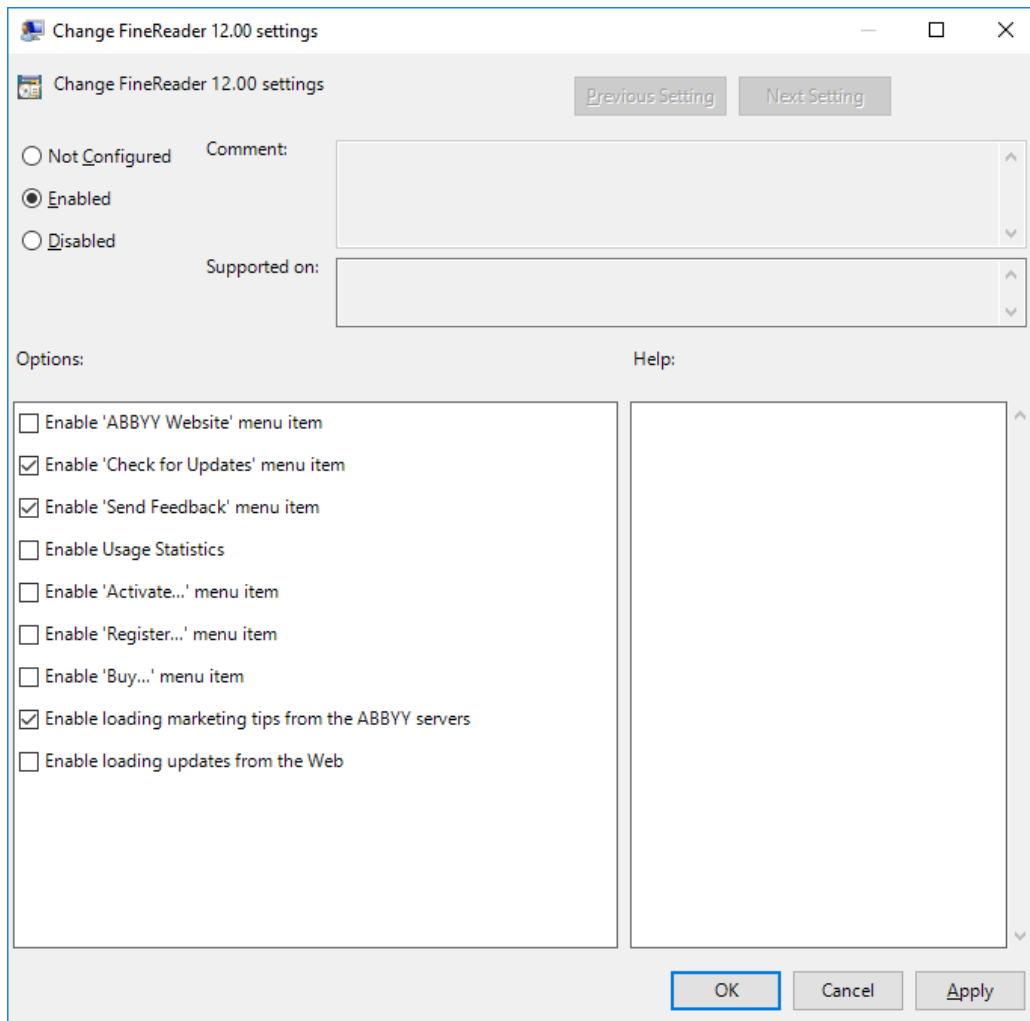 Change FineReader 12.00 settings
Change FineReader 12.00 settings
Previous Setting
Next Setting
Not Configured
Comment:
Enabled
Disabled
Supported on:
Options:
Help:
Enable 'ABBYY Website' menu item
Enable 'Check for Updates' menu item
Enable 'Send Feedback' menu item
Enable Usage Statistics
Enable 'Activate...' menu item
Enable 'Register...' menu item
Enable 'Buy...' menu item
Enable loading marketing tips from the ABBYY servers
Enable loading updates from the Web
OK
Cancel
Apply